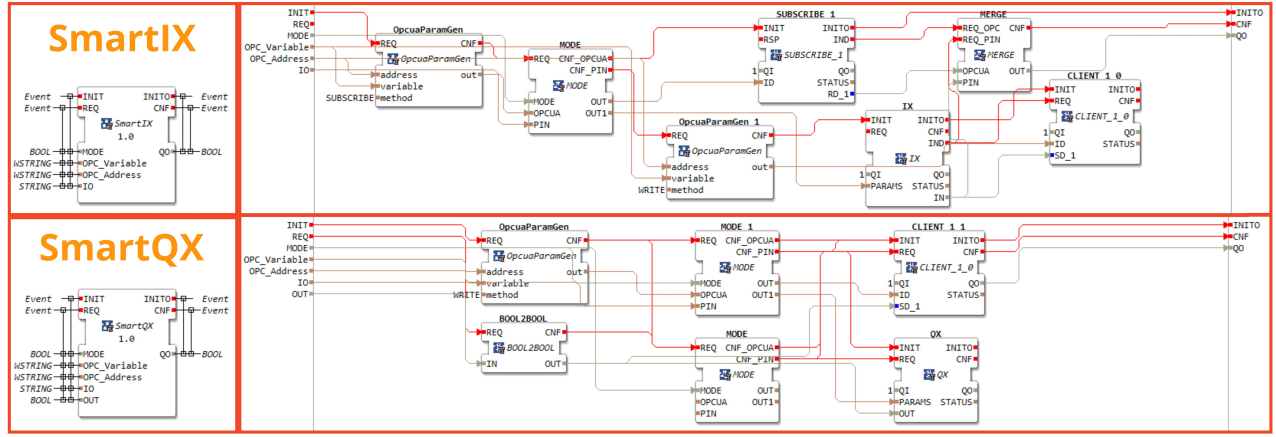 SmartIX
Event INIT INITO Event
Event REQ CNF Event
SmartIX
1.0
BOOL MODE QO BOOL
WSTRING OPC_Variable
WSTRING OPC_Address
STRING IO
INIT
REQ
MODE
OPC_Variable
OPC_Address
IO
OpcuaParamGen
REQ CNF
OpcuaParamGen
address out
variable
SUBSCRIBE method
MODE
REQ CNF_OPCUA
CNF_PIN
MODE
MODE OUT
OPCUA OUT1
PIN
OpcuaParamGen_1
REQ CNF
OpcuaParamGen
address out
variable
WRITE method
SUBSCRIBE_1
INIT INITO
RSP IND
SUBSCRIBE_1
1 QI QO
ID STATUS
RD_1
IX
INIT INITO
REQ CNF
IND
IX
1 QI QO
PARAMS STATUS
IN
MERGE
REQ_OPC CNF
REQ_PIN
MERGE
OPCUA OUT
PIN
CLIENT_1_0
INIT INITO
REQ CNF
CLIENT_1_0
1 QI QO
ID STATUS
SD_1
INITO
CNF
QO
SmartQX
Event INIT INITO Event
Event REQ CNF Event
SmartQX
1.0
BOOL MODE QO BOOL
WSTRING OPC_Variable
WSTRING OPC_Address
STRING IO
BOOL OUT
INIT
REQ
MODE
OPC_Variable
OPC_Address
IO
OUT
OpcuaParamGen
REQ CNF
OpcuaParamGen
address out
variable
WRITE method
BOOL2BOOL
REQ CNF
BOOL2BOOL
IN OUT
MODE_1
REQ CNF_OPCUA
CNF_PIN
MODE
MODE OUT
OPCUA OUT1
PIN
MODE
REQ CNF_OPCUA
CNF_PIN
MODE
MODE OUT
OPCUA OUT1
PIN
CLIENT_1_1
INIT INITO
REQ CNF
CLIENT_1_0
1 QI QO
ID STATUS
SD_1
QX
INIT INITO
REQ CNF
QX
1 QI QO
PARAMS STATUS
OUT
INITO
CNF
QO